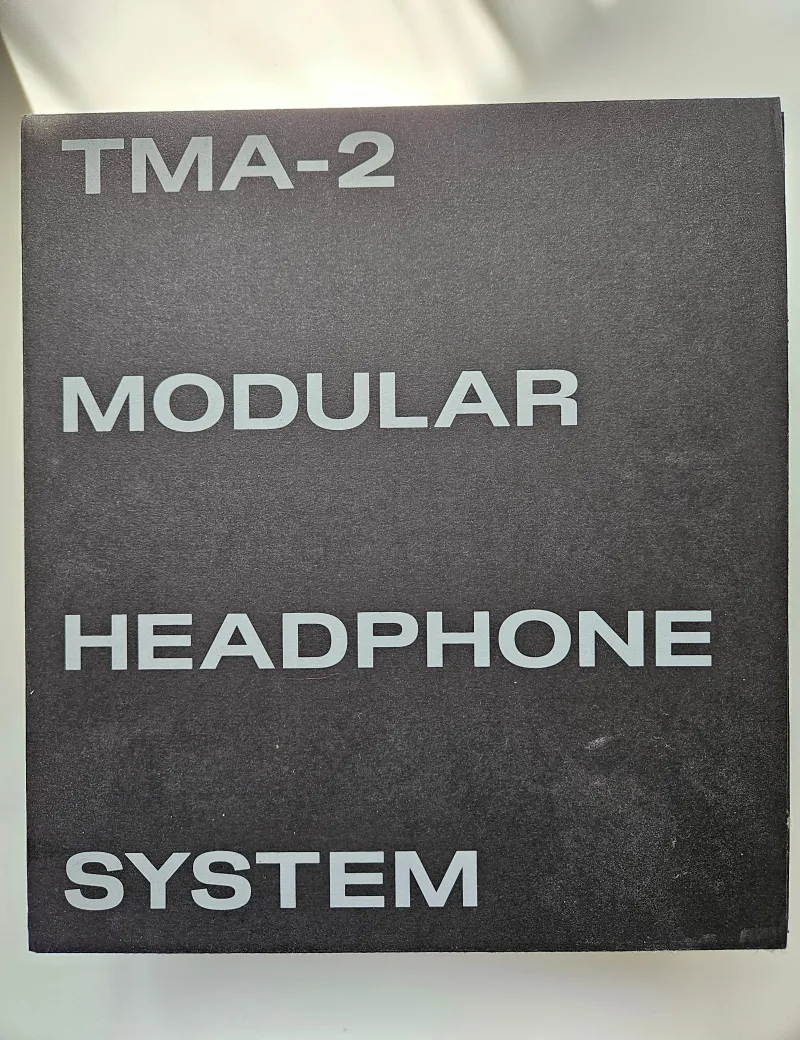 TMA-2
MODULAR
HEADPHONE
SYSTEM